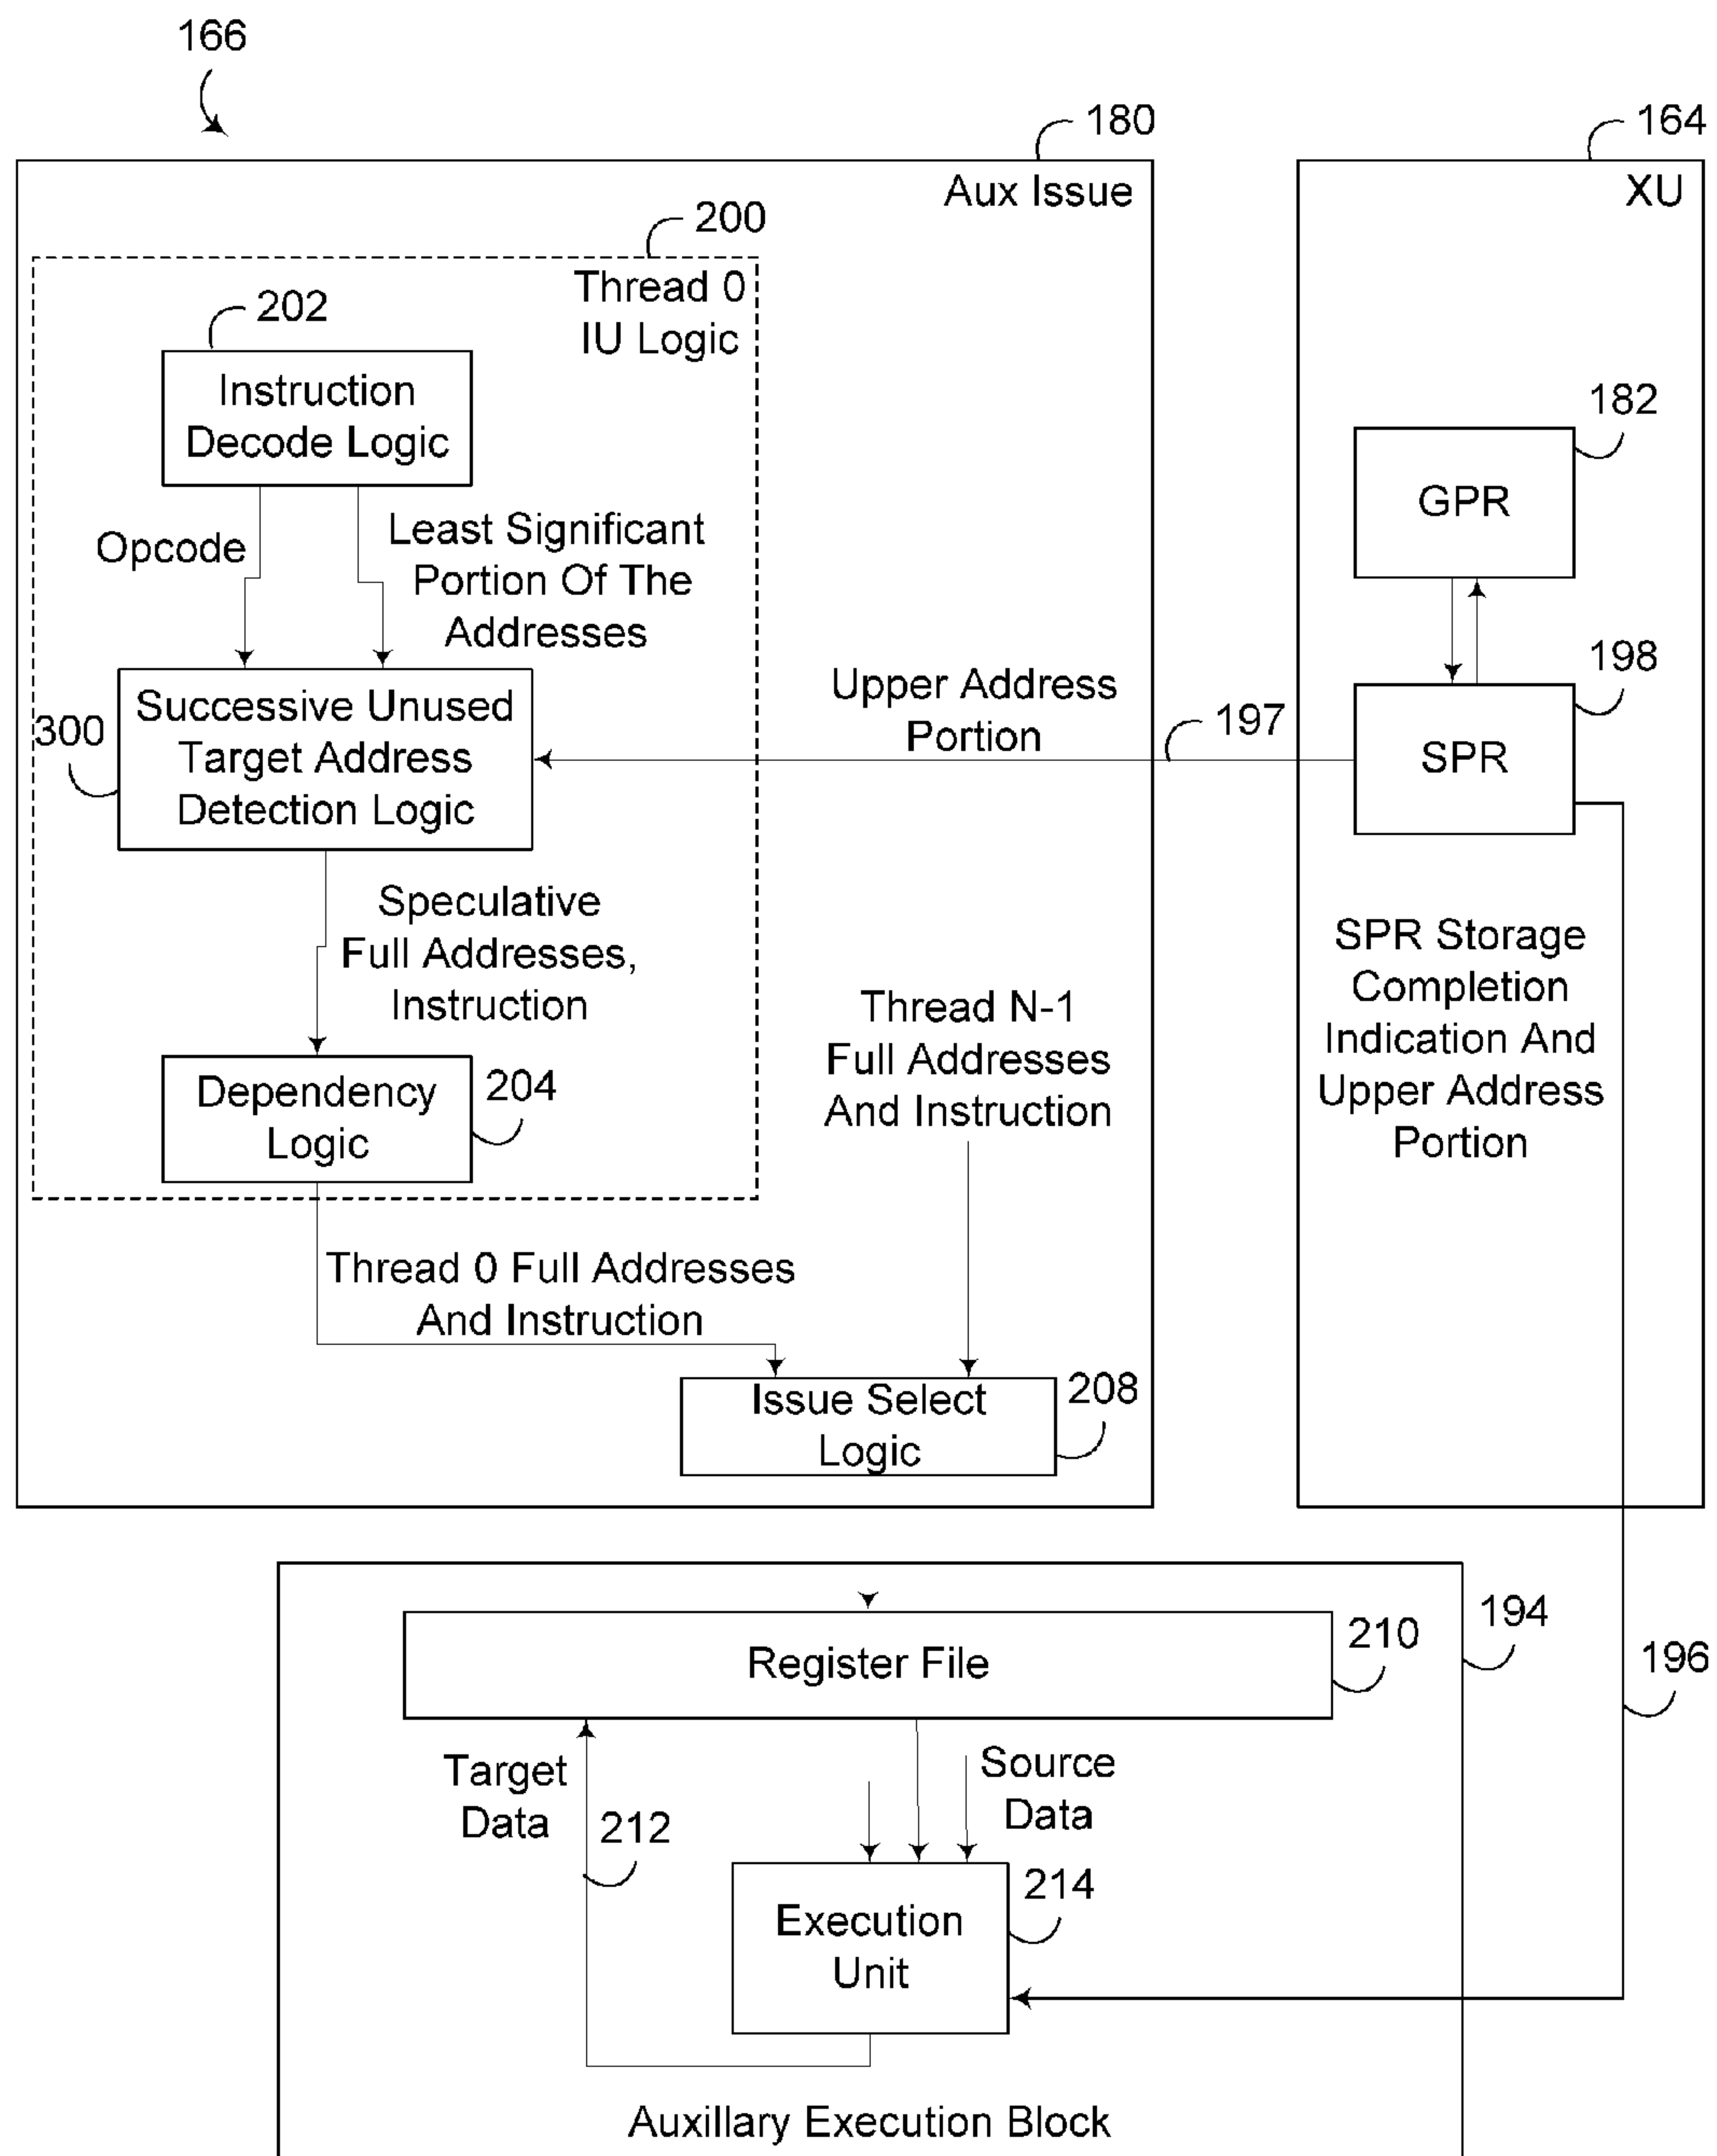 166
180
164
Aux Issue
XU
200
Thread 0
IU Logic
202
Instruction
Decode Logic
182
GPR
Opcode
Least Significant
Portion Of The
Addresses
198
SPR
300
Successive Unused
Target Address
Detection Logic
Upper Address
Portion
197
Speculative
Full Addresses,
Instruction
SPR Storage
Completion
Indication And
Upper Address
Portion
Thread N-1
Full Addresses
And Instruction
Dependency
Logic
204
Thread 0 Full Addresses
And Instruction
Issue Select
Logic
208
194
210
Register File
196
Target
Data
212
Source
Data
214
Execution
Unit
Auxillary Execution Block